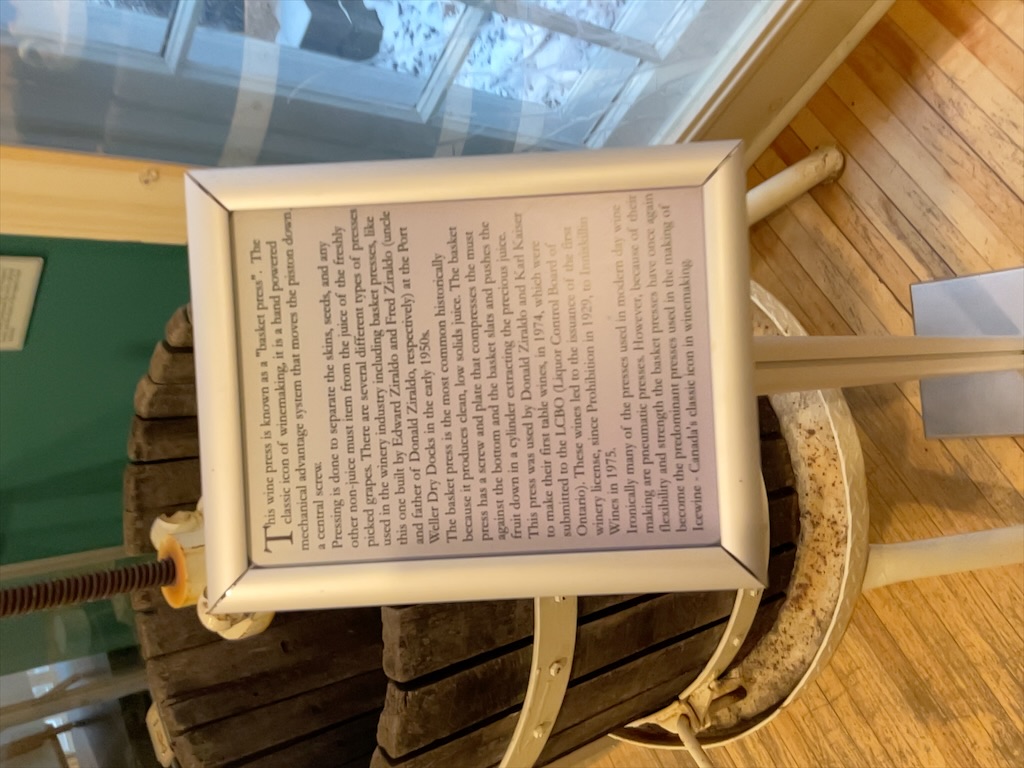 This wine press is known as a "basket press". The
classic icon of winemaking, it is a hand powered
mechanical advantage system that moves the piston down
a central screw.
Pressing is done to separate the skins, seeds, and any
other non-juice must item from the juice of the freshly
picked grapes. There are several different types of presses
used in the winery industry including basket presses, like
this one built by Edward Ziraldo and Fred Ziraldo (uncle
and father of Donald Ziraldo, respectively) at the Port
Weller Dry Docks in the early 1950s.
The basket press is the most common historically
because it produces clean, low solids juice. The basket
press has a screw and plate that compresses the must
against the bottom and the basket slats and pushes the
fruit down in a cylinder extracting the precious juice.
This press was used by Donald Ziraldo and Karl Kaiser
to make their first table wines, in 1974, which were
submitted to the LCBO (Liquor Control Board of
Ontario). These wines led to the issuance of the first
winery license, since Prohibition in 1929, to Inniskillin
Wines in 1975.
Ironically many of the presses used in modern day wine
making are pneumatic presses. However, because of their
flexibility and strength the basket presses have once again
become the predominant presses used in the making of
Icewine - Canada's classic icon in winemaking.